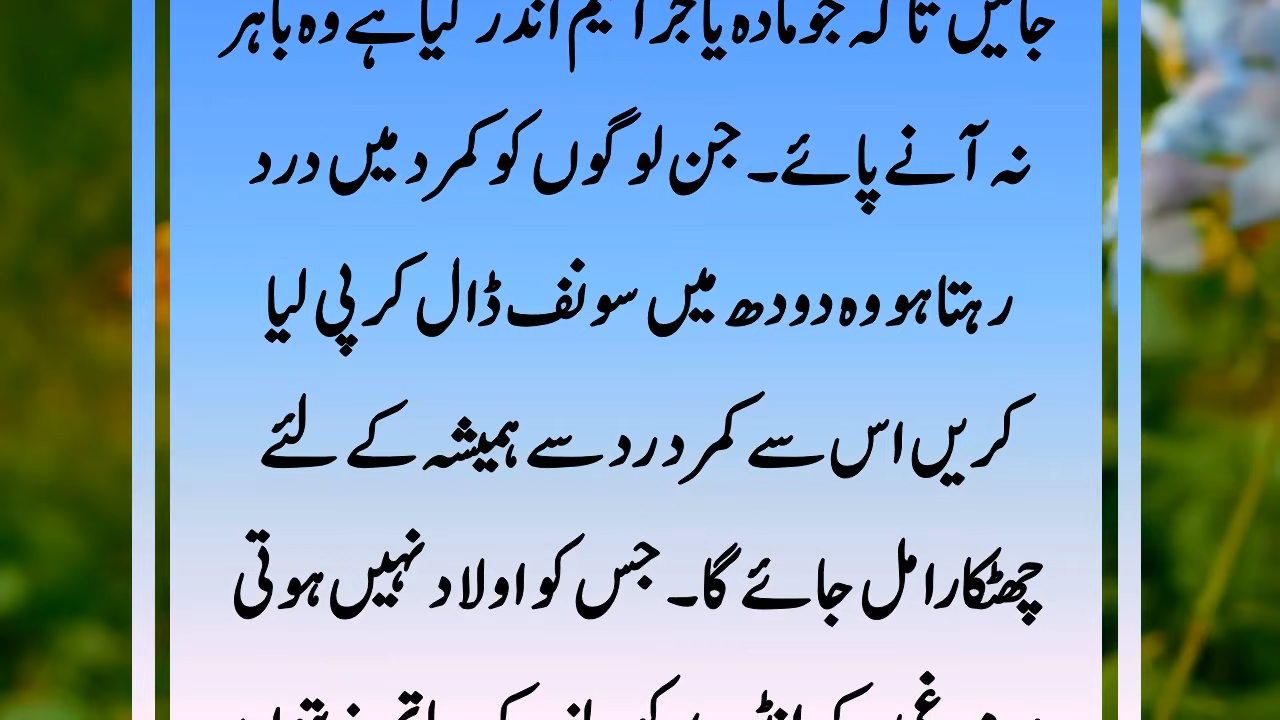 جائیں تا کہ جو مادہ یا جراثیم اندر گیا ہے وہ باہر
نہ آنے پائے۔ جن لوگوں کو کمر د میں درد
رہتا ہو وہ دودھ میں سونف ڈال کر پی لیا
کریں اس سے کمر درد سے ہمیشہ کے لئے
چھٹکارا مل جائے گا۔ جس کو اولاد نہیں ہوتی